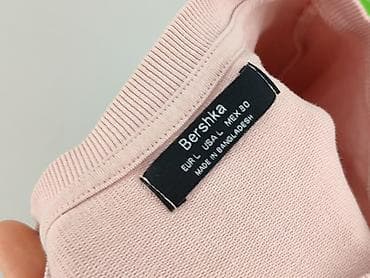 Bershka
EUR L USA L MEX 30
MADE IN BANGLADESH